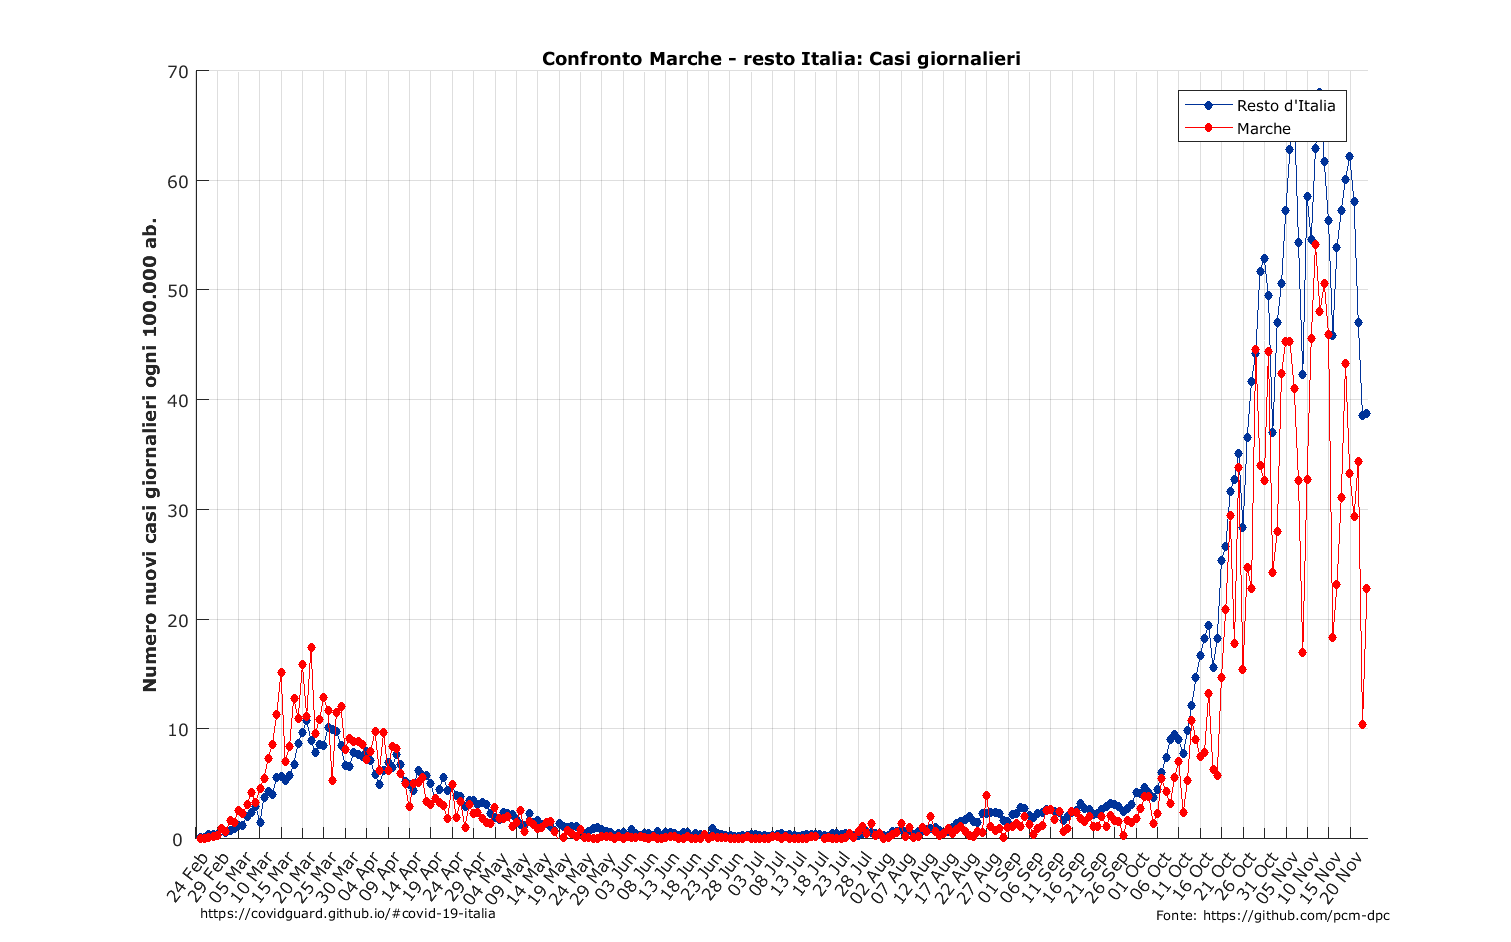 Confronto Marche - resto Italia: Casi giornalieri
Numero nuovi casi giornalieri ogni 100.000 ab.
70
60
50
40
30
20
10
0
Resto d'Italia
Marche
24 Feb
29 Feb
05 Mar
10 Mar
15 Mar
20 Mar
25 Mar
30 Mar
04 Apr
09 Apr
14 Apr
19 Apr
24 Apr
29 Apr
04 May
09 May
14 May
19 May
24 May
29 May
03 Jun
08 Jun
13 Jun
18 Jun
23 Jun
28 Jun
03 Jul
08 Jul
13 Jul
18 Jul
23 Jul
28 Jul
02 Aug
07 Aug
12 Aug
17 Aug
22 Aug
27 Aug
01 Sep
06 Sep
11 Sep
16 Sep
21 Sep
26 Sep
01 Oct
06 Oct
11 Oct
16 Oct
21 Oct
26 Oct
31 Oct
05 Nov
10 Nov
15 Nov
20 Nov
https://covidguard.github.io/#covid-19-italia
Fonte: https://github.com/pcm-dpc